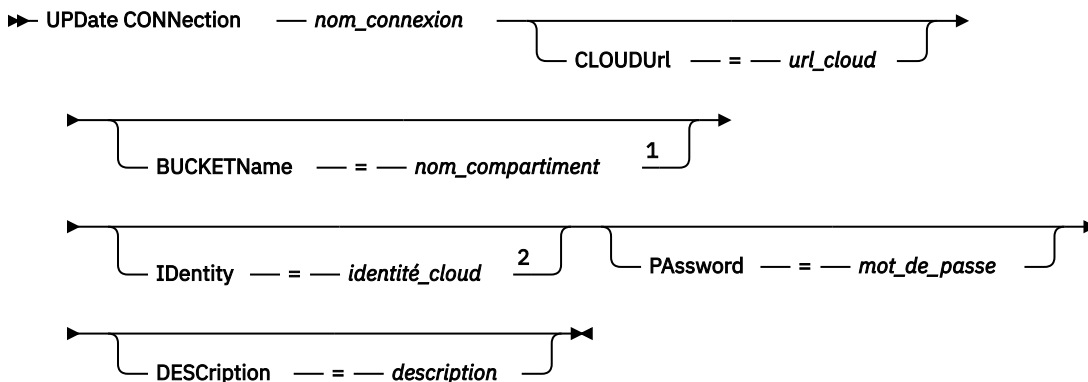 UPDate CONNection nom_connexion
CLOUDUrl = url_cloud
BUCKETName = nom_compartiment 1
IDentity = identité_cloud 2 PAssword = mot_de_passe
DESCription = description